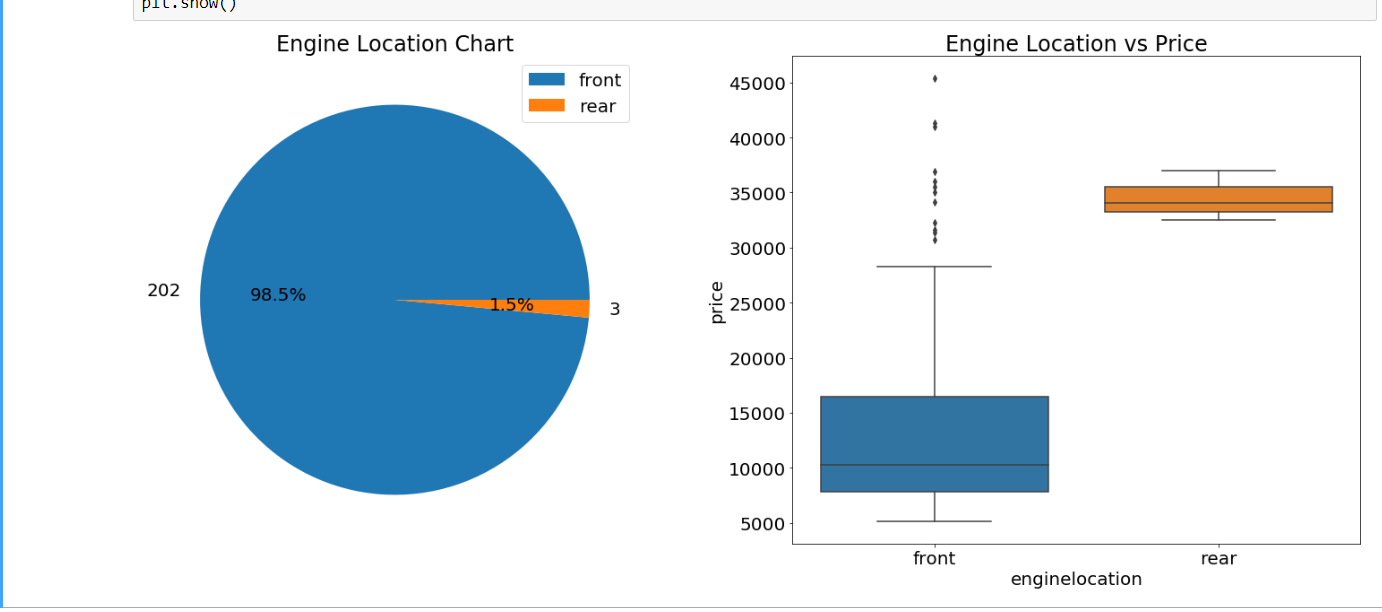 plt.show()
Engine Location Chart
front
rear
202
98.5%
1.5%
3
Engine Location vs Price
45000
40000
35000
30000
25000
20000
15000
10000
5000
price
front
rear
enginelocation